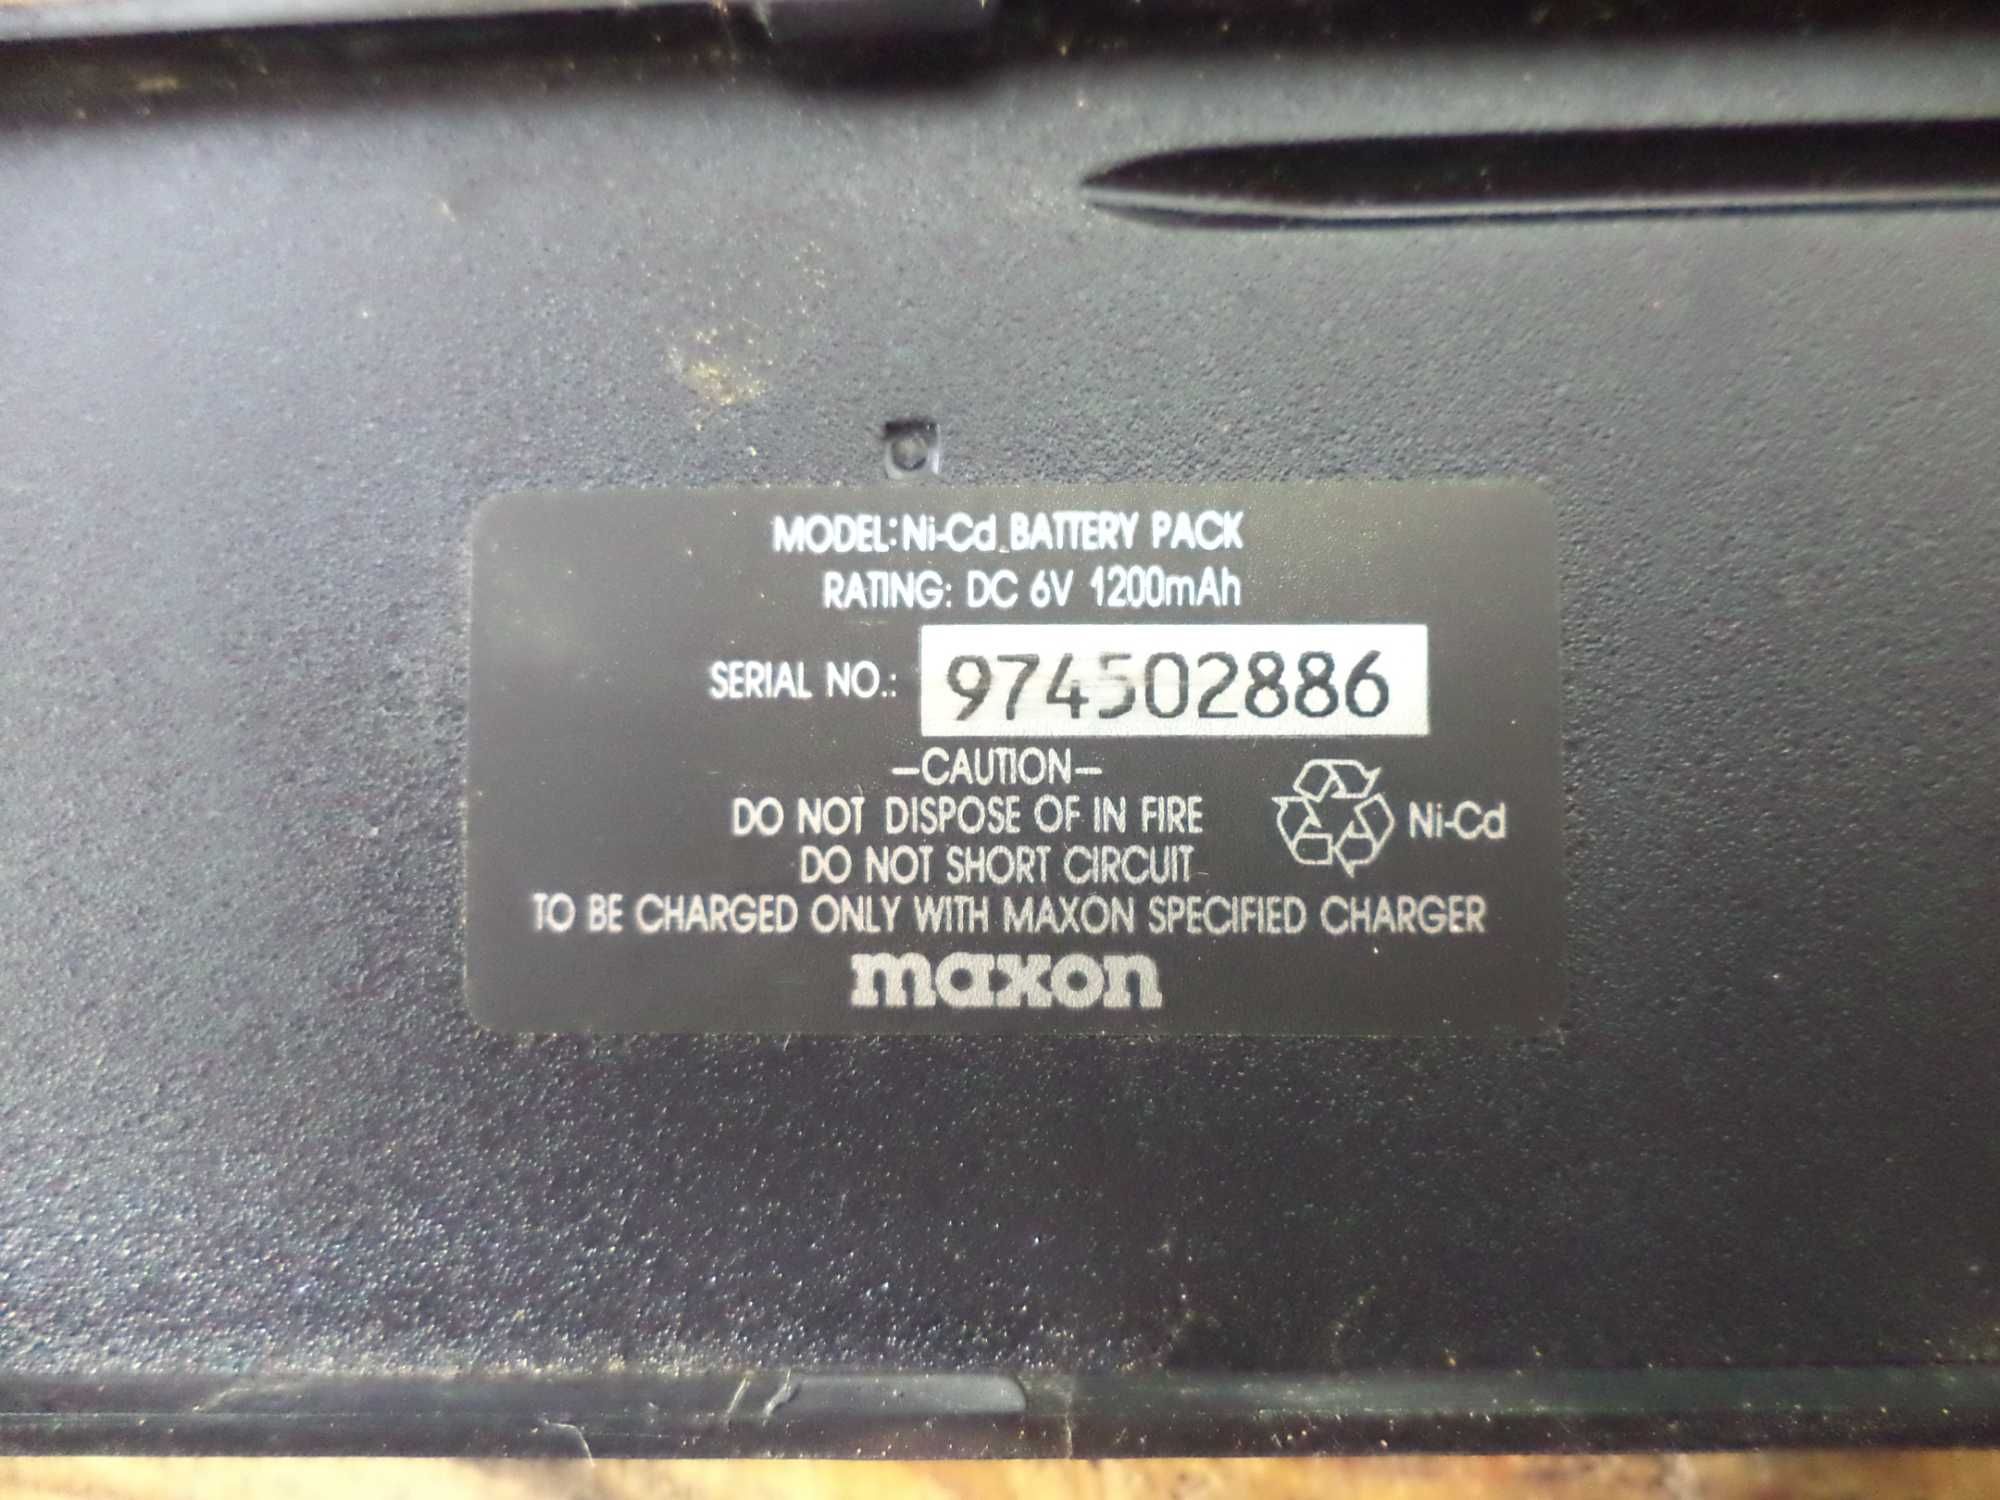 MODEL: Ni-Cd BATTERY PACK
RATING: DC 6V 1200mAh
SERIAL NO.: 974502886
—CAUTION—
DO NOT DISPOSE OF IN FIRE
DO NOT SHORT CIRCUIT
Ni-Cd
TO BE CHARGED ONLY WITH MAXON SPECIFIED CHARGER
maxon